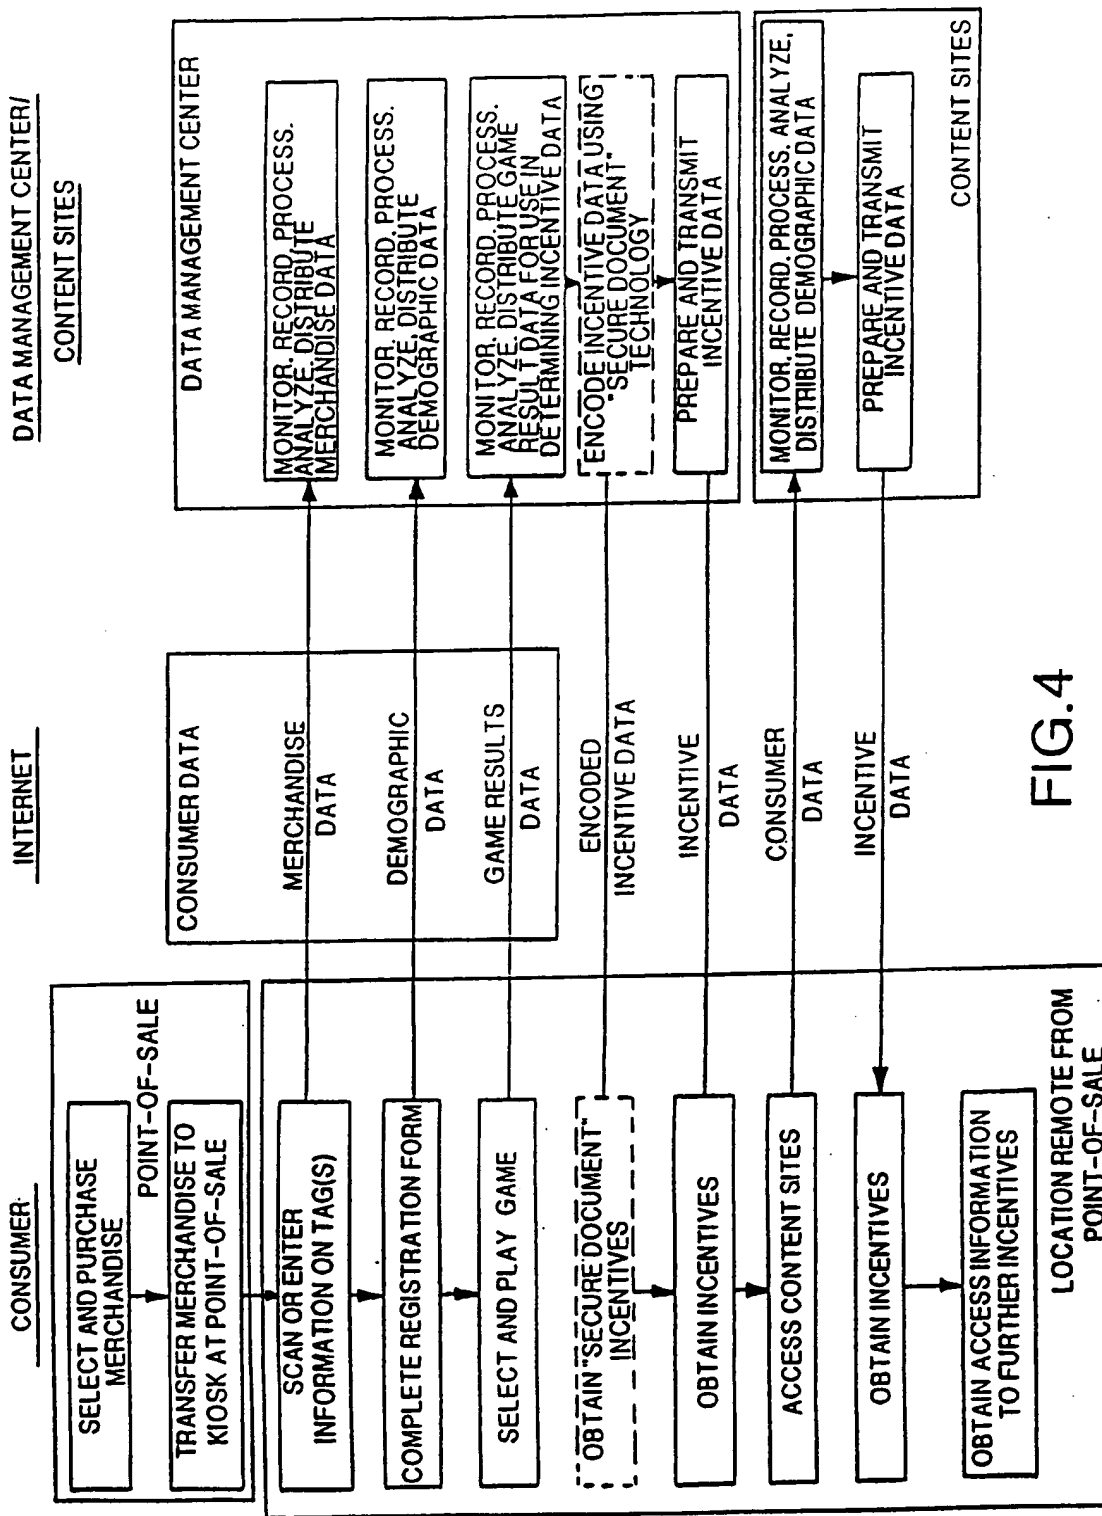 CONSUMER
SELECT AND PURCHASE
MERCHANDISE
POINT-OF-SALE
TRANSFER MERCHANDISE TO
KIOSK AT POINT-OF-SALE
SCAN OR ENTER
INFORMATION ON TAG(S)
COMPLETE REGISTRATION FORM
SELECT AND PLAY GAME
OBTAIN "SECURE DOCUMENT"
INCENTIVES
OBTAIN INCENTIVES
ACCESS CONTENT SITES
OBTAIN INCENTIVES
OBTAIN ACCESS INFORMATION
TO FURTHER INCENTIVES
LOCATION REMOTE FROM
POINT-OF-SALE
INTERNET
CONSUMER DATA
MERCHANDISE
DATA
DEMOGRAPHIC
DATA
GAME RESULTS
DATA
ENCODED
INCENTIVE DATA
INCENTIVE
DATA
CONSUMER
DATA
INCENTIVE
DATA
DATA MANAGEMENT CENTER/
CONTENT SITES
DATA MANAGEMENT CENTER
MONITOR, RECORD, PROCESS,
ANALYZE, DISTRIBUTE
MERCHANDISE DATA
MONITOR, RECORD, PROCESS
ANALYZE, DISTRIBUTE
DEMOGRAPHIC DATA
MONITOR, RECORD, PROCESS,
ANALYZE, DISTRIBUTE GAME
RESULT DATA FOR USE IN
DETERMINING INCENTIVE DATA
ENCODE INCENTIVE DATA USING
"SECURE DOCUMENT"
TECHNOLOGY
PREPARE AND TRANSMIT
INCENTIVE DATA
MONITOR, RECORD, PROCESS, ANALYZE,
DISTRIBUTE DEMOGRAPHIC DATA
PREPARE AND TRANSMIT
INCENTIVE DATA
CONTENT SITES
FIG.4